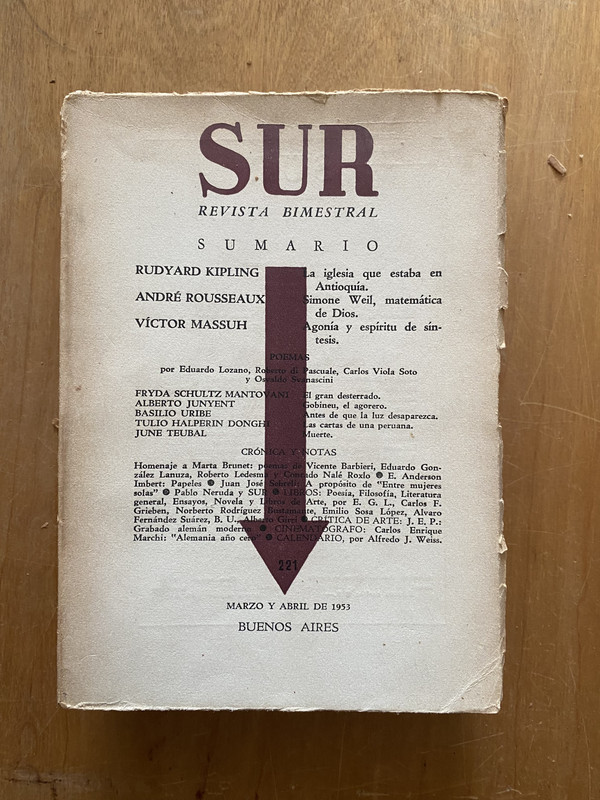 SUR
REVISTA BIMESTRAL
SUMARIO
RUDYARD KIPLING La iglesia que estaba en
Antioquía.
ANDRÉ ROUSSEAUX Simone Weil, matemática
de Dios.
VÍCTOR MASSUH Agonía y espíritu de sín-
tesis.
POEMAS
por Eduardo Lozano, Roberto di Pascuale, Carlos Viola Soto
y Osvaldo Svanascini
FRYDA SCHULTZ MANTOVANI El gran desterrado.
ALBERTO JUNYENT Gobineu, el agorero.
BASILIO URIBE Antes de que la luz desaparezca.
TULIO HALPERIN DONGHI Las cartas de una peruana.
JUNE TEUBAL Muerte.
CRÓNICA Y NOTAS
Homenaje a Marta Brunet: poemas de Vicente Barbieri, Eduardo Gon-
zález Lanuza, Roberto Ledesma y Conrado Nalé Roxlo ● E. Anderson
Imbert: Papeles ● Juan José Sebreli: A propósito de "Entre mujeres
solas" ● Pablo Neruda y SUR ● LIBROS: Poesía, Filosofía, Literatura
general, Ensayos, Novela y Libros de Arte, por E. G. L., Carlos F.
Grieben, Norberto Rodríguez Bustamante, Emilio Sosa López, Alvaro
Fernández Suárez, B. U., Alberto Girri ● CRÍTICA DE ARTE: J. E. P.:
Grabado alemán moderno ● CINEMATÓGRAFO: Carlos Enrique
Marchi: "Alemania año cero" ● CALENDARIO, por Alfredo J. Weiss.
221
MARZO Y ABRIL DE 1953
BUENOS AIRES